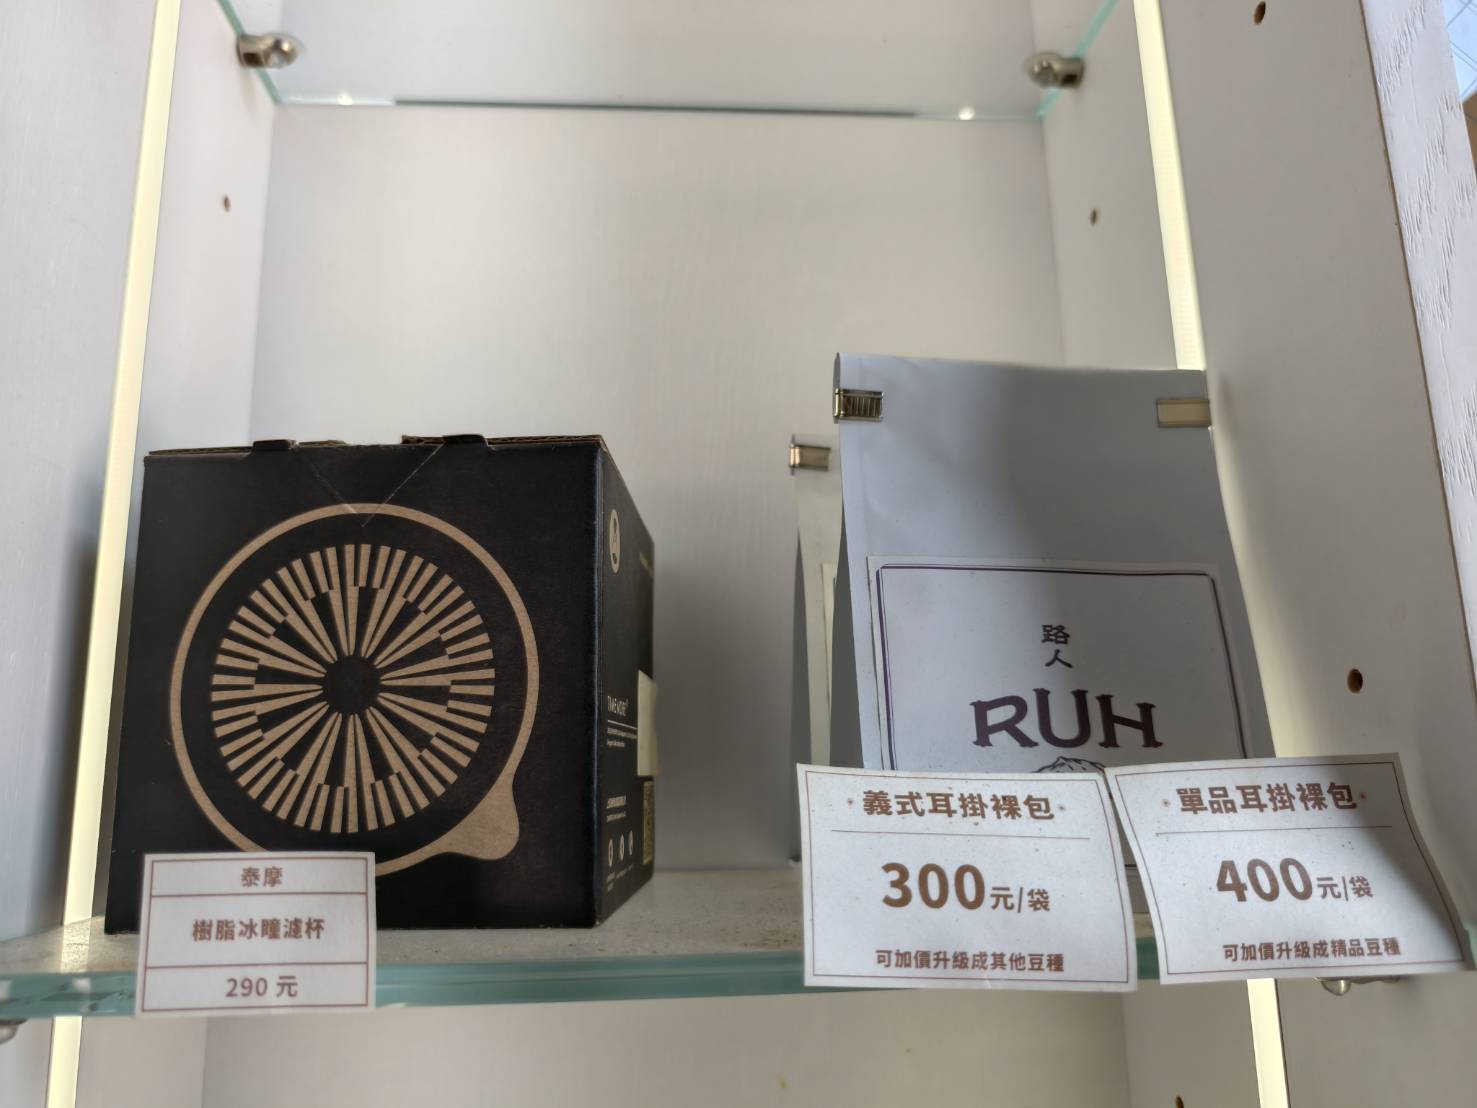 TIMEMORE
泰摩
樹脂冰瞳濾杯
290 元
路
人
RUH
義式耳掛裸包
300元/袋
可加價升級成其他豆種
單品耳掛裸包
400元/袋
可加價升級成精品豆種